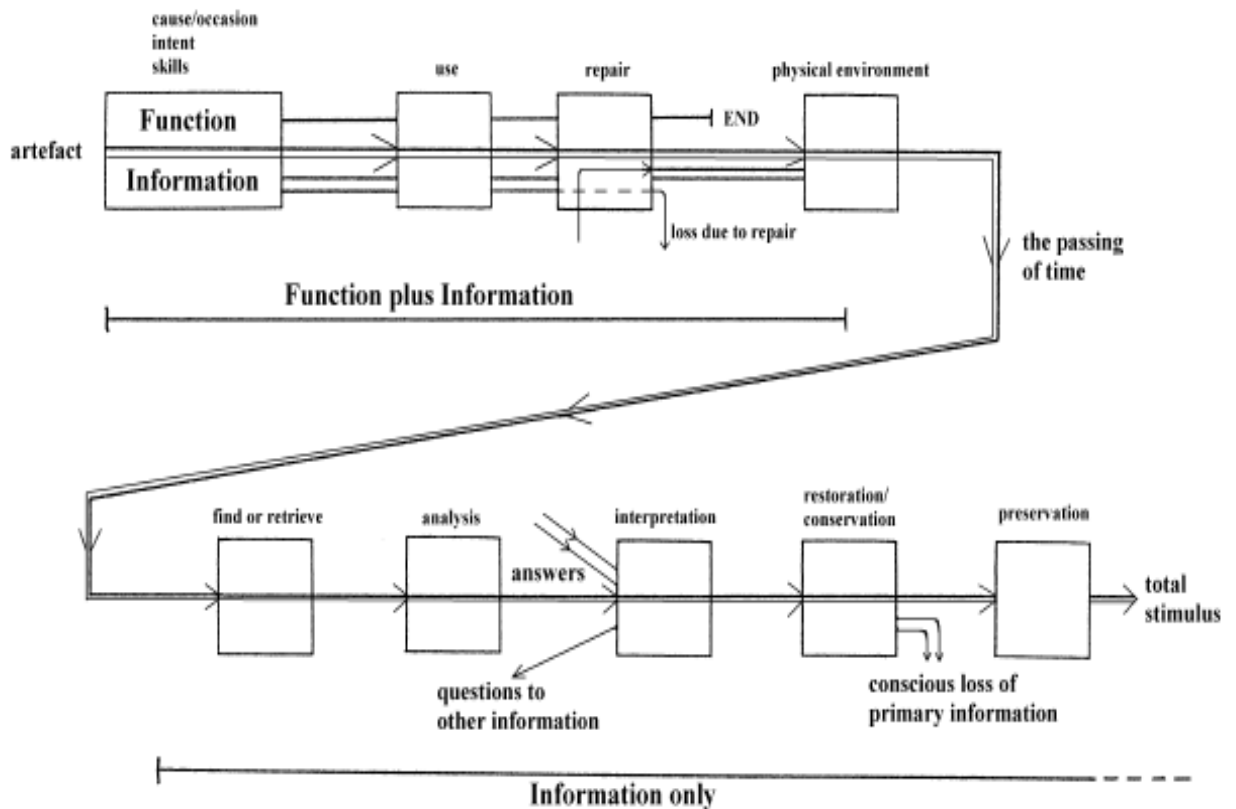 cause/occasion
intent
skills
use
repair
physical environment
Function
END
artefact
Information
loss due to repair
the passing
of time
Function plus Information
find or retrieve
analysis
interpretation
restoration/
conservation
preservation
answers
total
stimulus
questions to
other information
conscious loss of
primary information
Information only